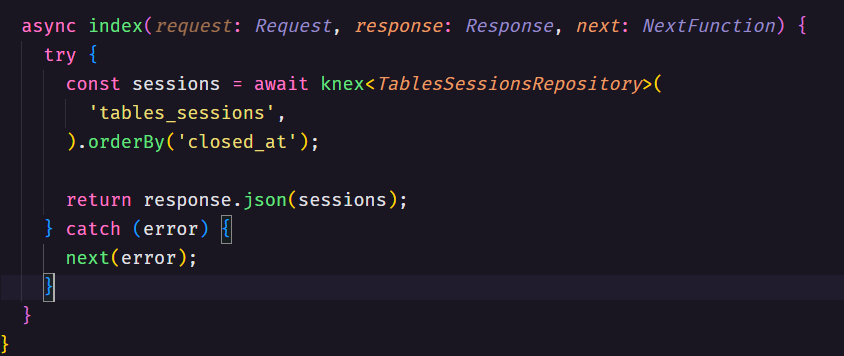 async index(request: Request, response: Response, next: NextFunction) {
try {
const sessions = await knex<TablesSessionsRepository>(
'tables_sessions',
).orderBy('closed_at');
return response.json(sessions);
} catch (error) {
next(error);
}
}
}